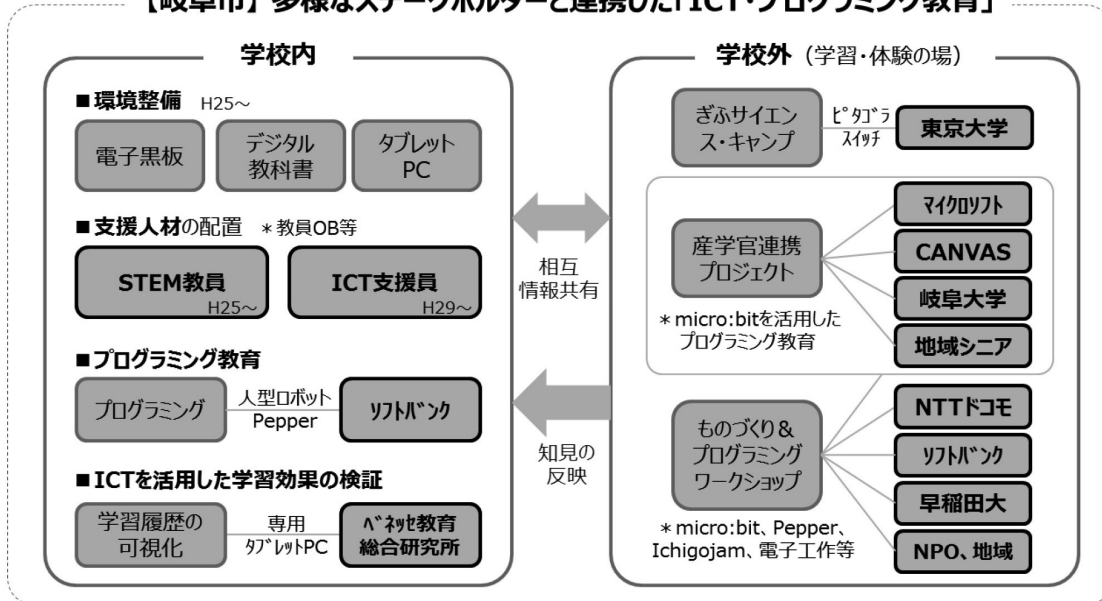 【岐阜市】多様なステークホルダーと連携した「ICT・プログラミング教育」
学校内
■環境整備 H25～
電子黒板
デジタル
教科書
タブレット
PC
■支援人材の配置 ＊教員OB等
STEM教員
H25～
ICT支援員
H29～
■プログラミング教育
プログラミング
人型ロボット
Pepper
ソフトバンク
■ICTを活用した学習効果の検証
学習履歴の
可視化
専用
タブレットPC
ベネッセ教育
総合研究所
相互
情報共有
知見の
反映
学校外（学習・体験の場）
ぎふサイエン
ス・キャンプ
ピタゴラ
スイッチ
東京大学
産学官連携
プロジェクト
＊micro:bitを活用した
プログラミング教育
マイクロソフト
CANVAS
岐阜大学
地域シニア
ものづくり＆
プログラミング
ワークショップ
＊micro:bit、Pepper、
Ichigojam、電子工作等
NTTドコモ
ソフトバンク
早稲田大
NPO、地域